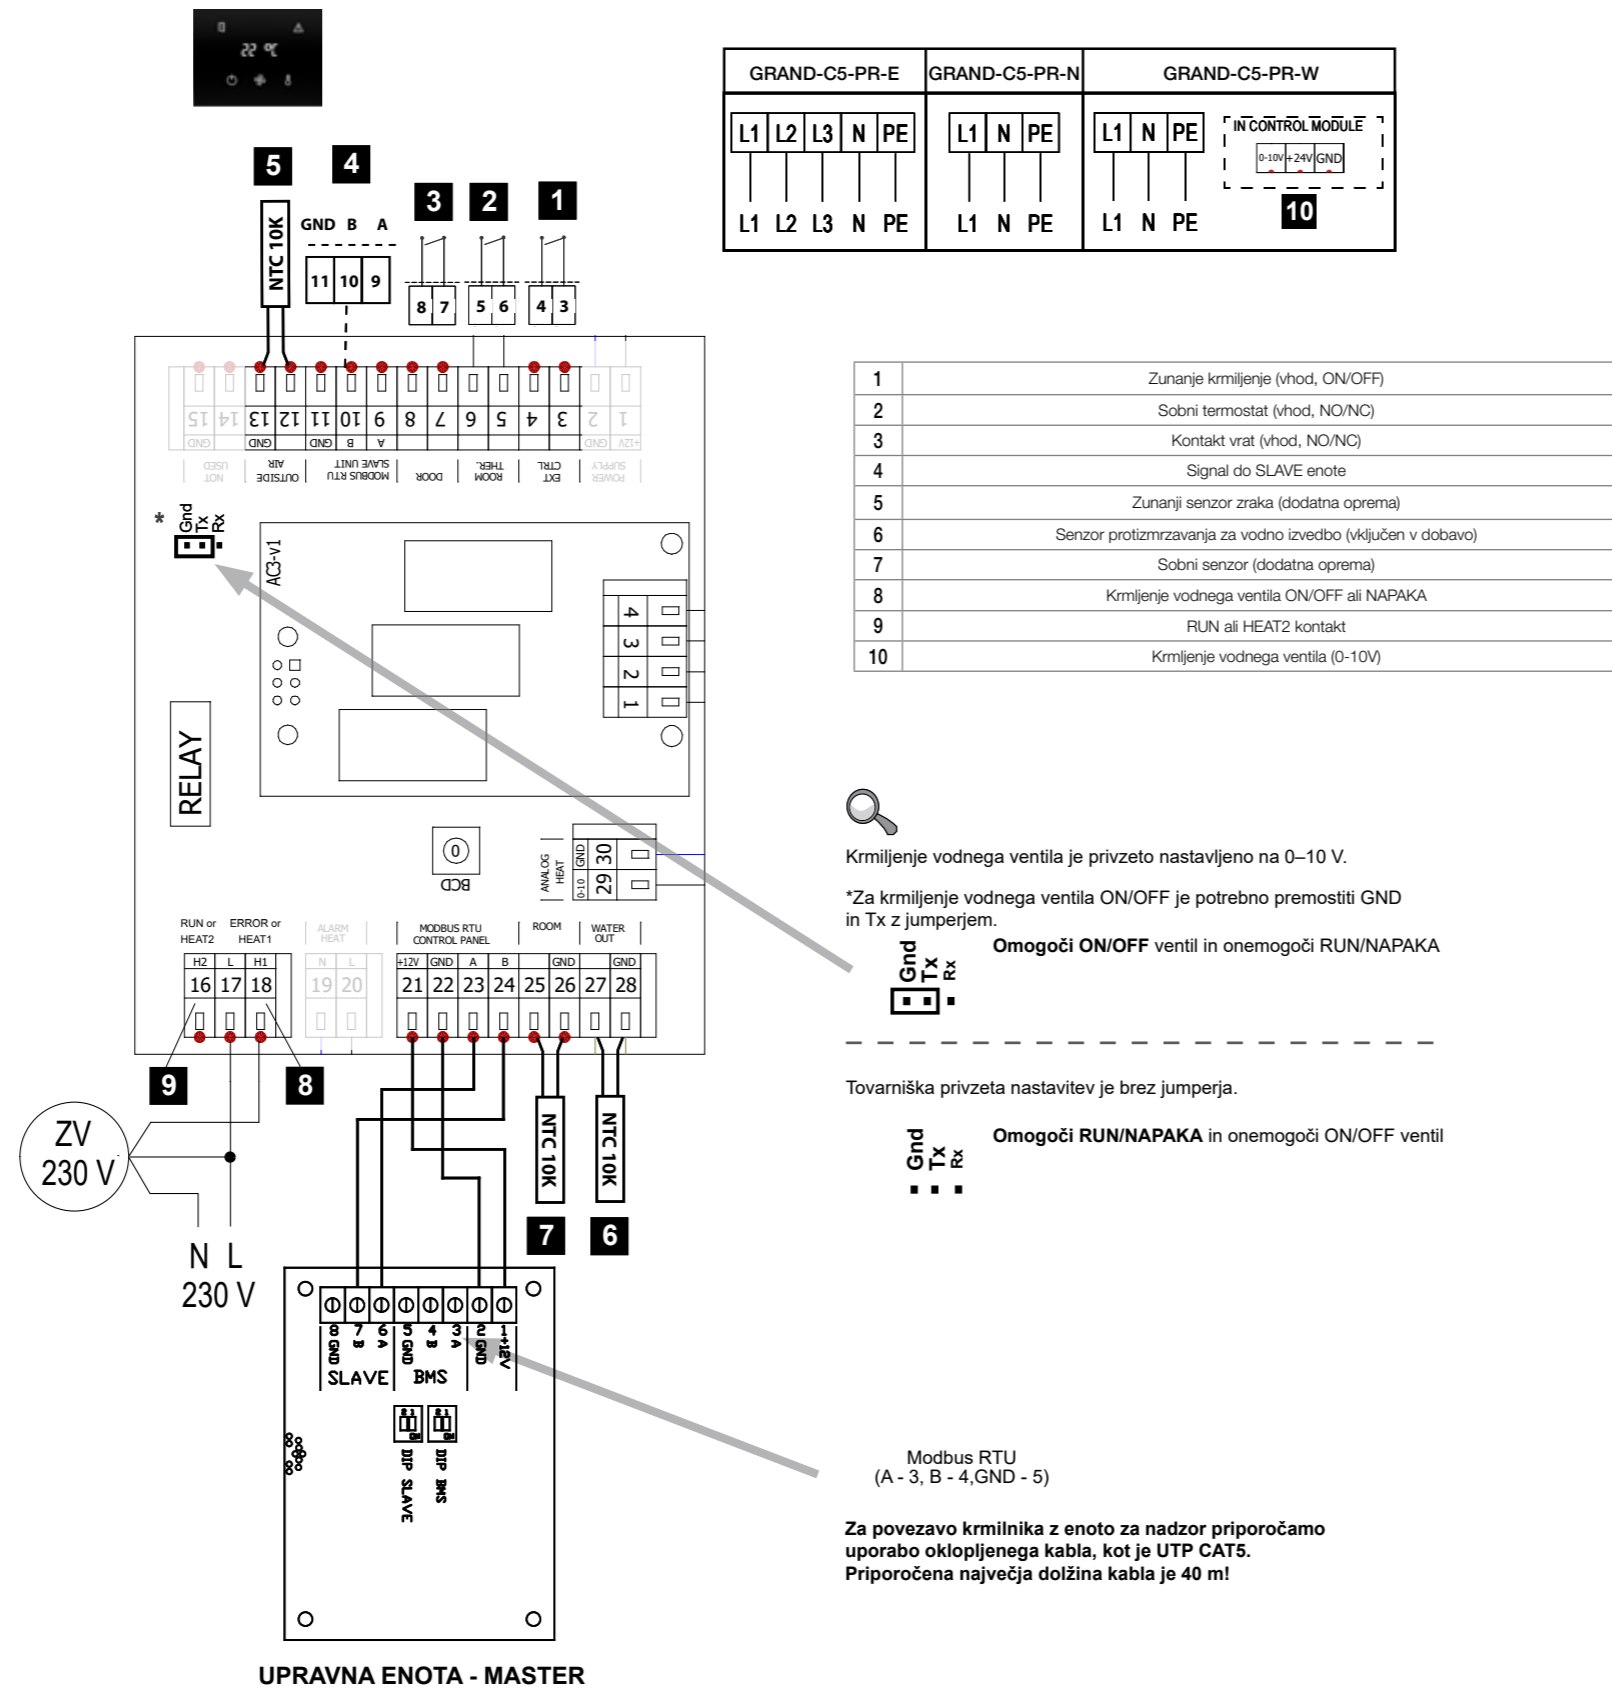 22 °C
GRAND-C5-PR-E GRAND-C5-PR-N GRAND-C5-PR-W
L1 L2 L3 N PE L1 N PE L1 N PE
IN CONTROL MODULE
0-10V +24V GND
10
L1 L2 L3 N PE L1 N PE L1 N PE
5 4 3 2 1
NTC 10K
GND B A
11 10 9
8 7 5 6 4 3
15 14 13 12 11 10 9 8 7 6 5 4 3 2 1
GND GND GND B A GND +12V
NOT USED
OUTSIDE AIR
MODBUS RTU SLAVE UNIT
DOOR
ROOM THER.
EXT CTRL
POWER SUPPLY
1 Zunanje krmiljenje (vhod, ON/OFF)
2 Sobni termostat (vhod, NO/NC)
3 Kontakt vrat (vhod, NO/NC)
4 Signal do SLAVE enote
5 Zunanji senzor zraka (dodatna oprema)
6 Senzor protizmrzavanja za vodno izvedbo (vključen v dobavo)
7 Sobni senzor (dodatna oprema)
8 Krmljenje vodnega ventila ON/OFF ali NAPAKA
9 RUN ali HEAT2 kontakt
10 Krmljenje vodnega ventila (0-10V)
*
Gnd
Tx
Rx
AC3-v1
4
3
2
1
RELAY
0
BCD
ANALOG
HEAT
GND 30
0-10 29
Krmiljenje vodnega ventila je privzeto nastavljeno na 0–10 V.
*Za krmiljenje vodnega ventila ON/OFF je potrebno premostiti GND
in Tx z jumperjem.
Omogoči ON/OFF ventil in onemogoči RUN/NAPAKA
Gnd
Tx
Rx
RUN or
HEAT2
ERROR or
HEAT1
ALARM
HEAT
MODBUS RTU
CONTROL PANEL
ROOM
WATER
OUT
H2 L H1 N L +12V GND A B GND GND
16 17 18 19 20 21 22 23 24 25 26 27 28
9 8
Tovarniška privzeta nastavitev je brez jumperja.
Omogoči RUN/NAPAKA in onemogoči ON/OFF ventil
Gnd
Tx
Rx
ZV
230 V
NTC 10K
NTC 10K
7 6
N L
230 V
8 7 6 5 4 3 2 1
GND B A GND B A GND +12V
SLAVE BMS
2 1
ON
2 1
ON
DIP SLAVE
DIP BMS
Modbus RTU
(A - 3, B - 4,GND - 5)
Za povezavo krmilnika z enoto za nadzor priporočamo
uporabo oklopljenega kabla, kot je UTP CAT5.
Priporočena največja dolžina kabla je 40 m!
UPRAVNA ENOTA - MASTER